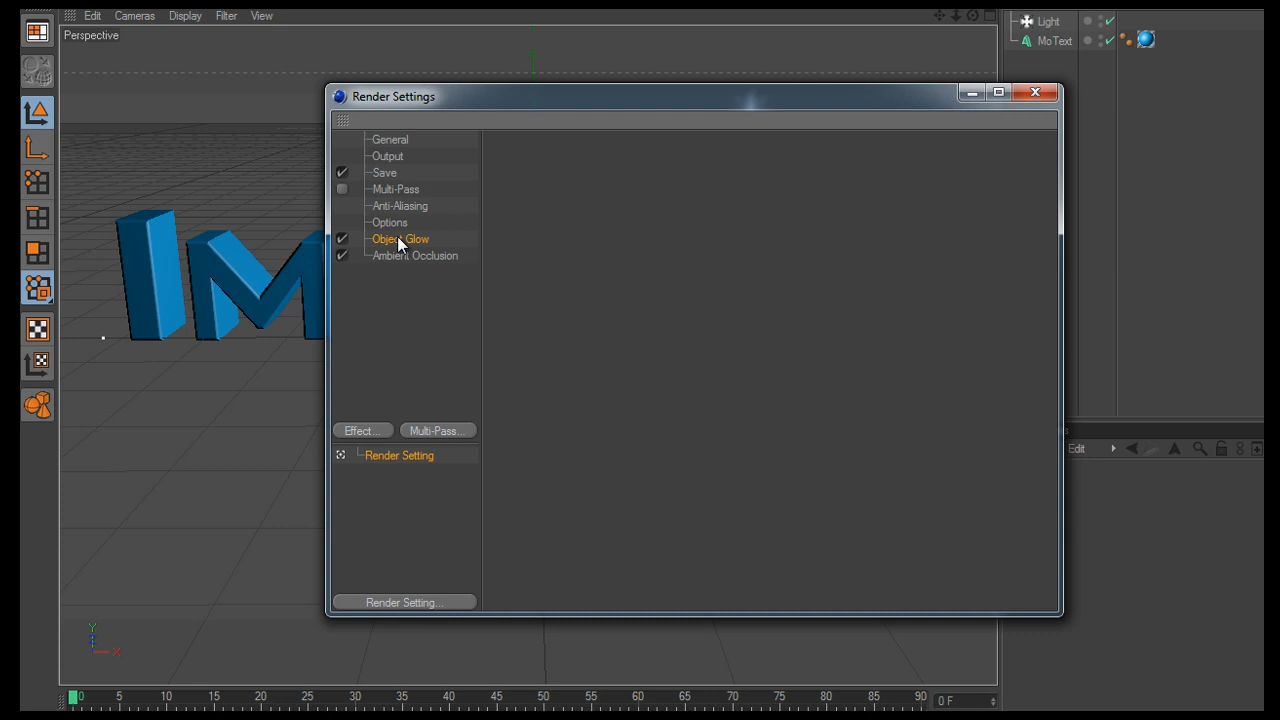 Edit Cameras Display Filter View
Perspective
Light
MoText
Render Settings
General
Output
Save
Multi-Pass
Anti-Aliasing
Options
Object Glow
Ambient Occlusion
Effect... Multi-Pass...
Render Setting
Render Setting...
Edit
Im
Y
X
0 5 10 15 20 25 30 35 40 45 50 55 60 65 70 75 80 85 90 0 F